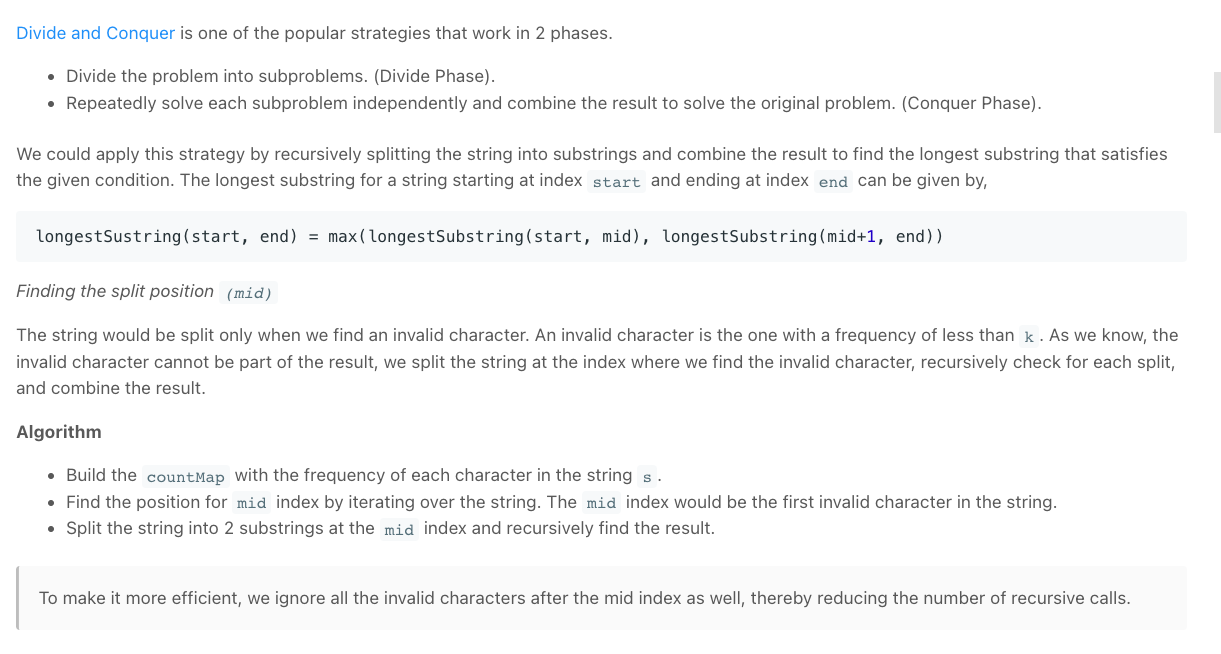 Divide and Conquer is one of the popular strategies that work in 2 phases.
• Divide the problem into subproblems. (Divide Phase).
• Repeatedly solve each subproblem independently and combine the result to solve the original problem. (Conquer Phase).
We could apply this strategy by recursively splitting the string into substrings and combine the result to find the longest substring that satisfies
the given condition. The longest substring for a string starting at index start and ending at index end can be given by,
longestSustring(start, end) = max(longestSubstring(start, mid), longestSubstring(mid+1, end))
Finding the split position (mid)
The string would be split only when we find an invalid character. An invalid character is the one with a frequency of less than k. As we know, the
invalid character cannot be part of the result, we split the string at the index where we find the invalid character, recursively check for each split,
and combine the result.
Algorithm
• Build the countMap with the frequency of each character in the string s.
• Find the position for mid index by iterating over the string. The mid index would be the first invalid character in the string.
• Split the string into 2 substrings at the mid index and recursively find the result.
To make it more efficient, we ignore all the invalid characters after the mid index as well, thereby reducing the number of recursive calls.